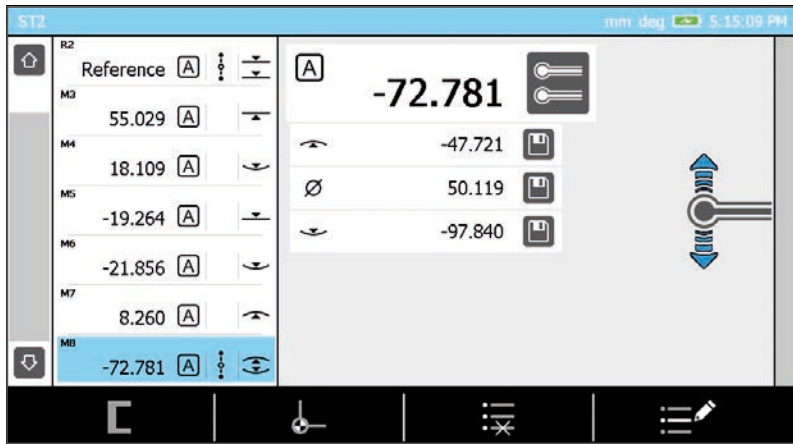 ST2
mm deg 5:15:09 PM
R2
Reference A
M3
55.029 A
M4
18.109 A
M5
-19.264 A
M6
-21.856 A
M7
8.260 A
M8
-72.781 A
A
-72.781
-47.721
Ø 50.119
-97.840